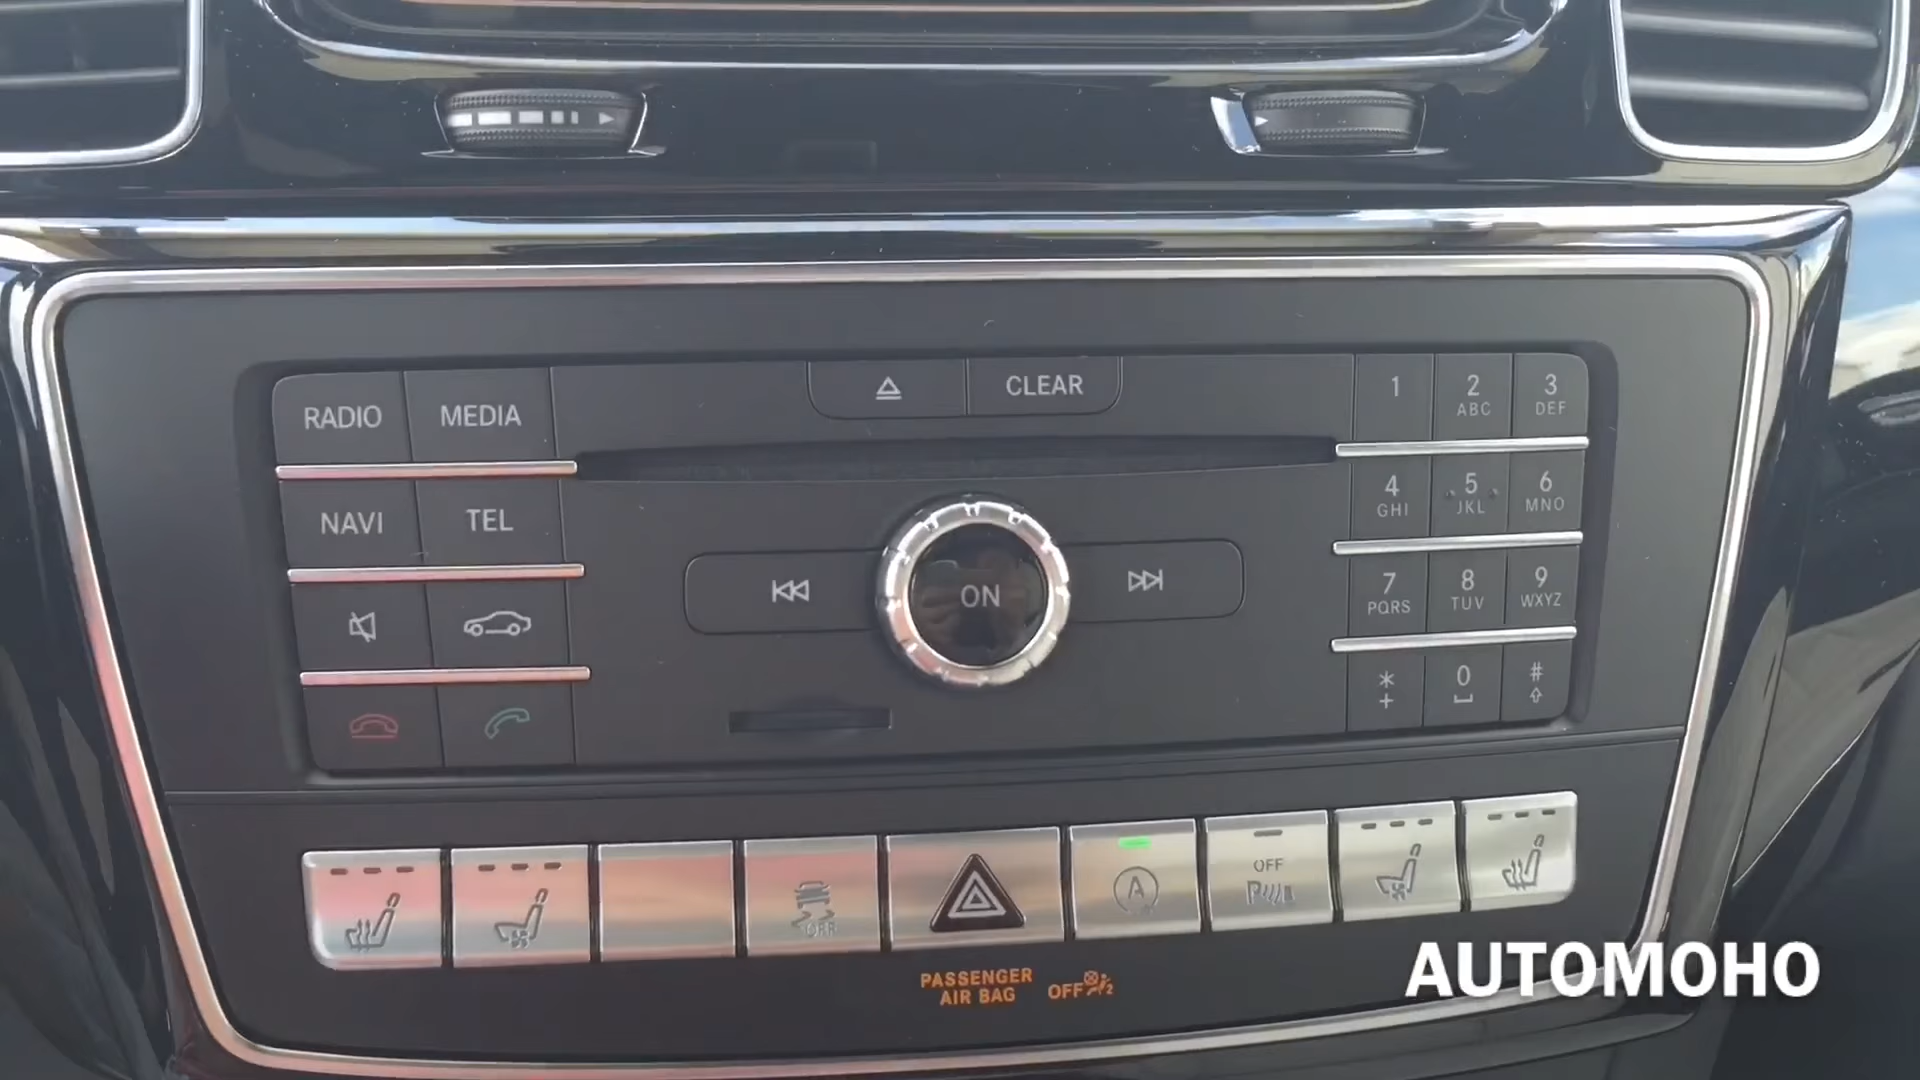 CLEAR
RADIO
MEDIA
1
2
ABC
3
DEF
NAVI
TEL
4
GHI
5
JKL
6
MNO
ON
7
PQRS
8
TUV
9
WXYZ
*
+
0
#
OFF
A
OFF
P
PASSENGER
AIR BAG
OFF
2
AUTOMOHO